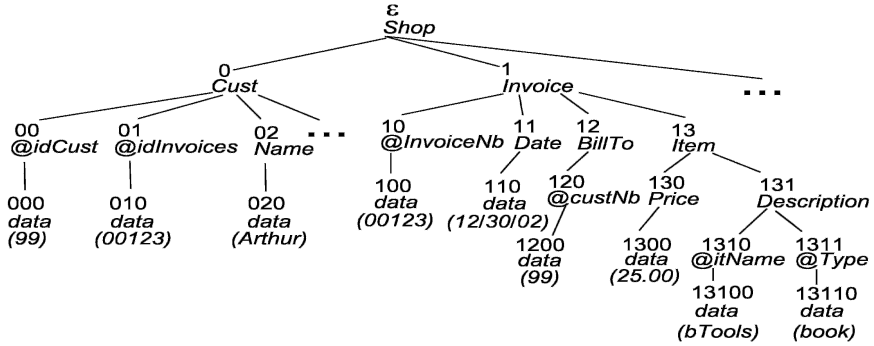 ε
Shop
0 1
Cust Invoice ...
00 01 02 ... 10 11 12 13
@idCust @idInvoices Name @InvoiceNb Date BillTo Item
000 010 020 100 110 120 130 131
data data data data data @custNb Price Description
(99) (00123) (Arthur) (00123) (12/30/02)
1200 1300 1310 1311
data data @itName @Type
(99) (25.00) 13100 13110
data data
(bTools) (book)